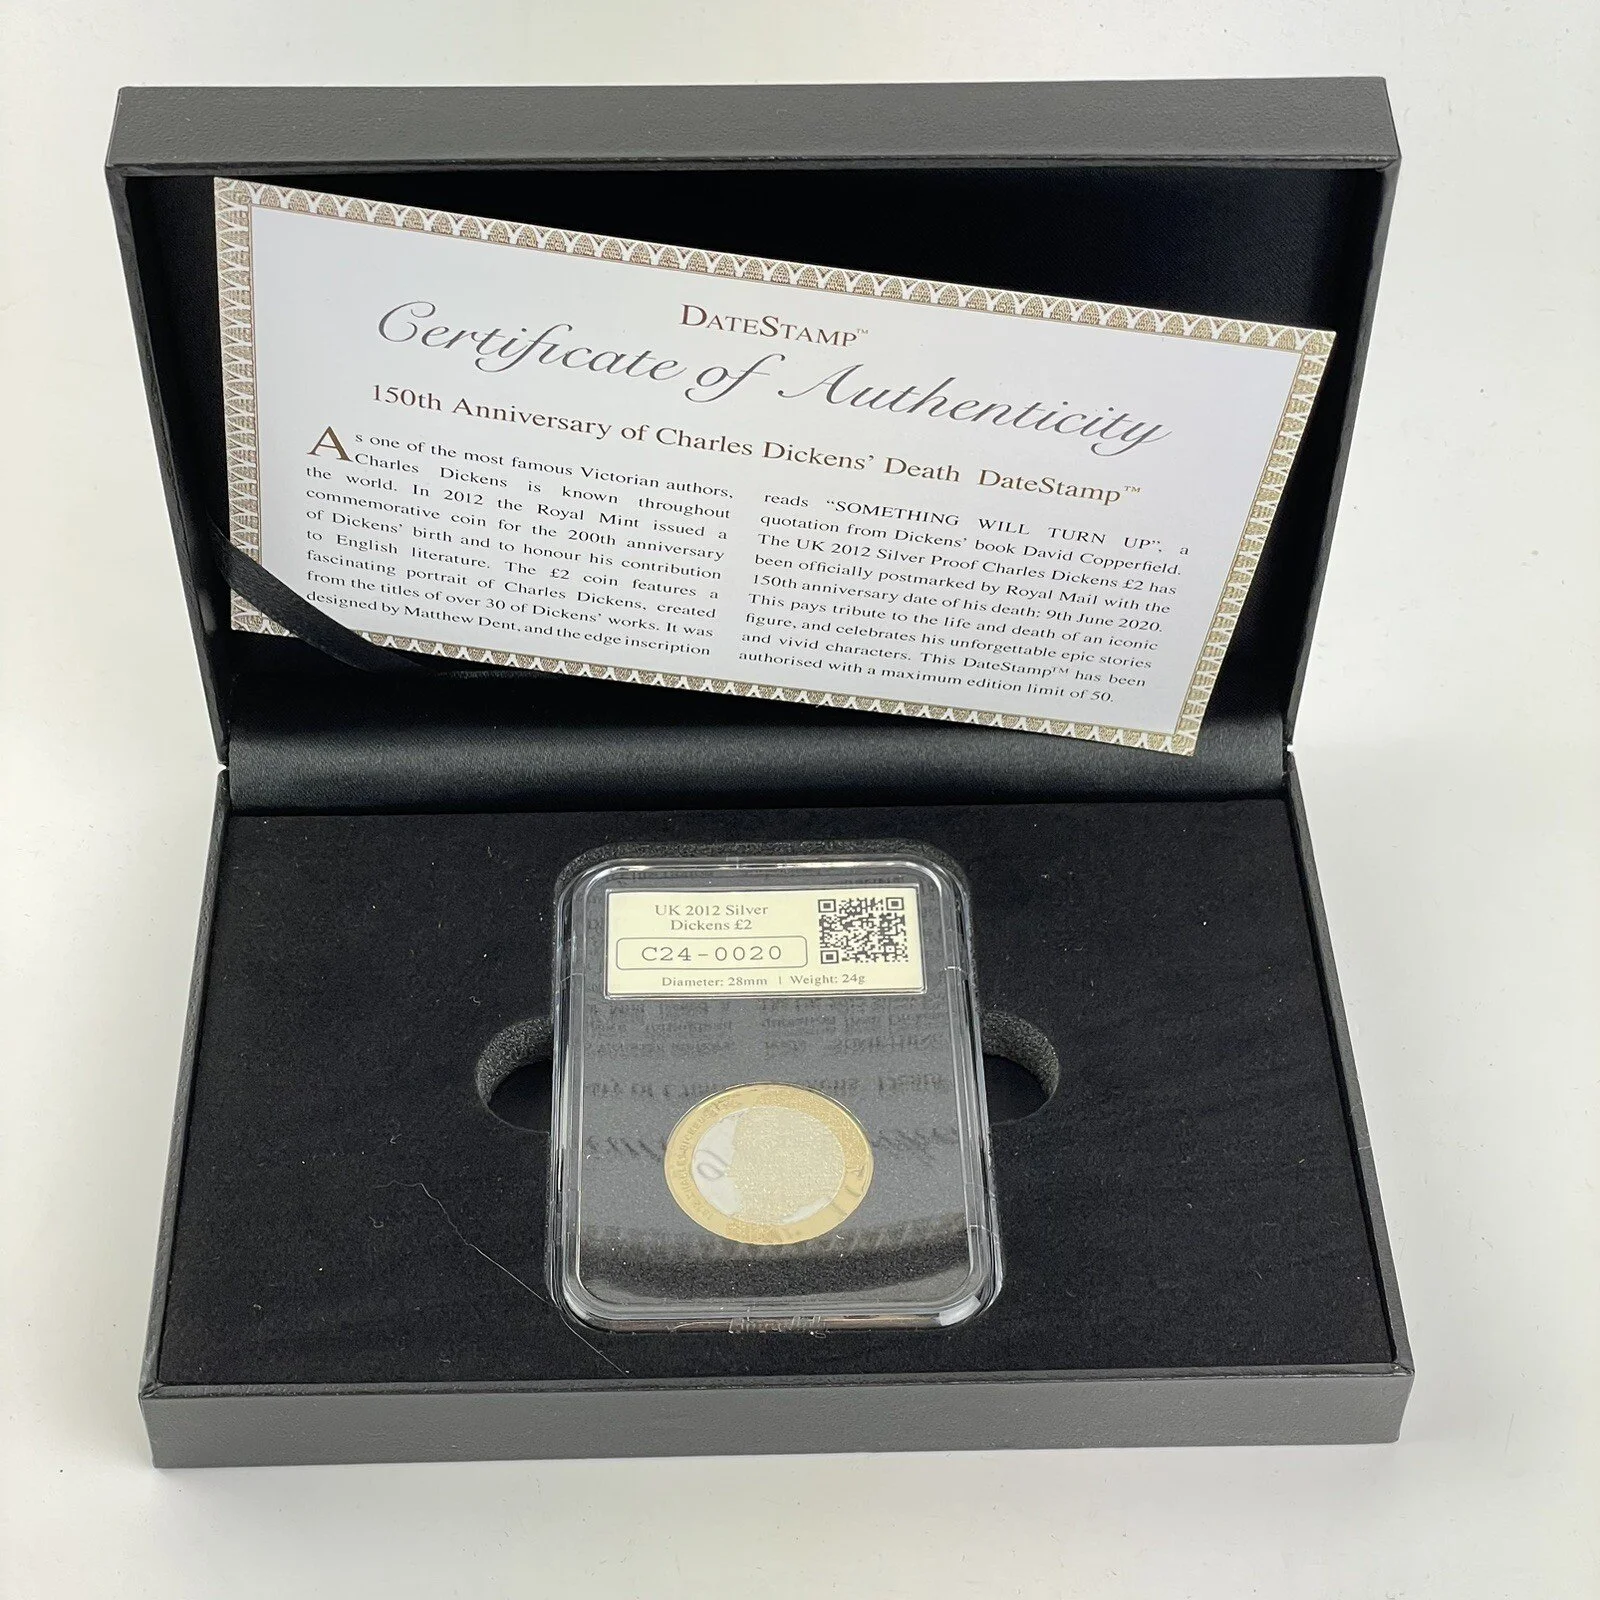 DATESTAMP™
Certificate of Authenticity
150th Anniversary of Charles Dickens' Death DateStamp™
As one of the most famous Victorian authors,
Charles Dickens is known throughout
the world. In 2012 the Royal Mint issued a
commemorative coin for the 200th anniversary
of Dickens' birth and to honour his contribution
to English literature. The £2 coin features a
fascinating portrait of Charles Dickens, created
from the titles of over 30 of Dickens' works. It was
designed by Matthew Dent, and the edge inscription
reads “SOMETHING WILL TURN UP”, a
quotation from Dickens' book David Copperfield.
The UK 2012 Silver Proof Charles Dickens £2 has
been officially postmarked by Royal Mail with the
150th anniversary date of his death: 9th June 2020.
This pays tribute to the life and death of an iconic
figure, and celebrates his unforgettable epic stories
and vivid characters. This DateStamp™ has been
authorised with a maximum edition limit of 50.
UK 2012 Silver
Dickens £2
C24-0020
Diameter: 28mm | Weight: 24g